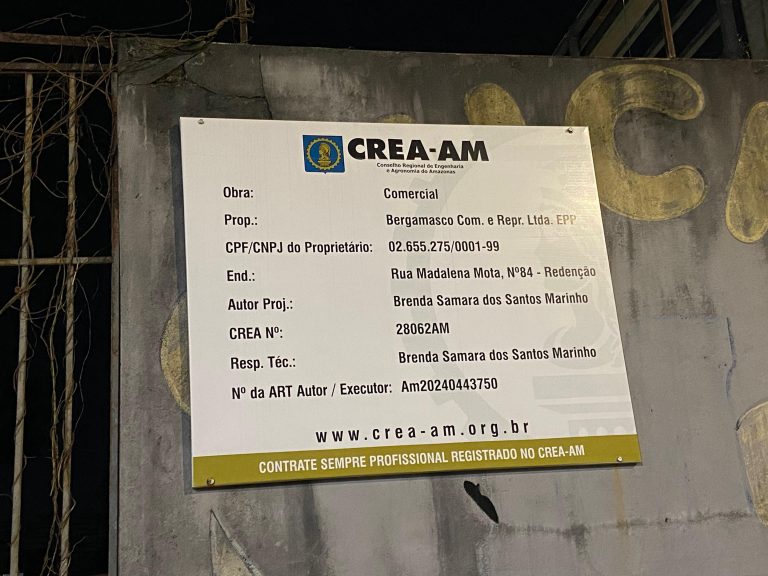 CREA-AM
Conselho Regional de Engenharia
e Agronomia do Amazonas
Obra: Comercial
Prop.: Bergamasco Com. e Repr. Ltda. EPP
CPF/CNPJ do Proprietário: 02.655.275/0001-99
End.: Rua Madalena Mota, Nº84 - Redenção
Autor Proj.: Brenda Samara dos Santos Marinho
CREA Nº: 28062AM
Resp. Téc.: Brenda Samara dos Santos Marinho
Nº da ART Autor / Executor: Am20240443750
www.crea-am.org.br
CONTRATE SEMPRE PROFISSIONAL REGISTRADO NO CREA-AM